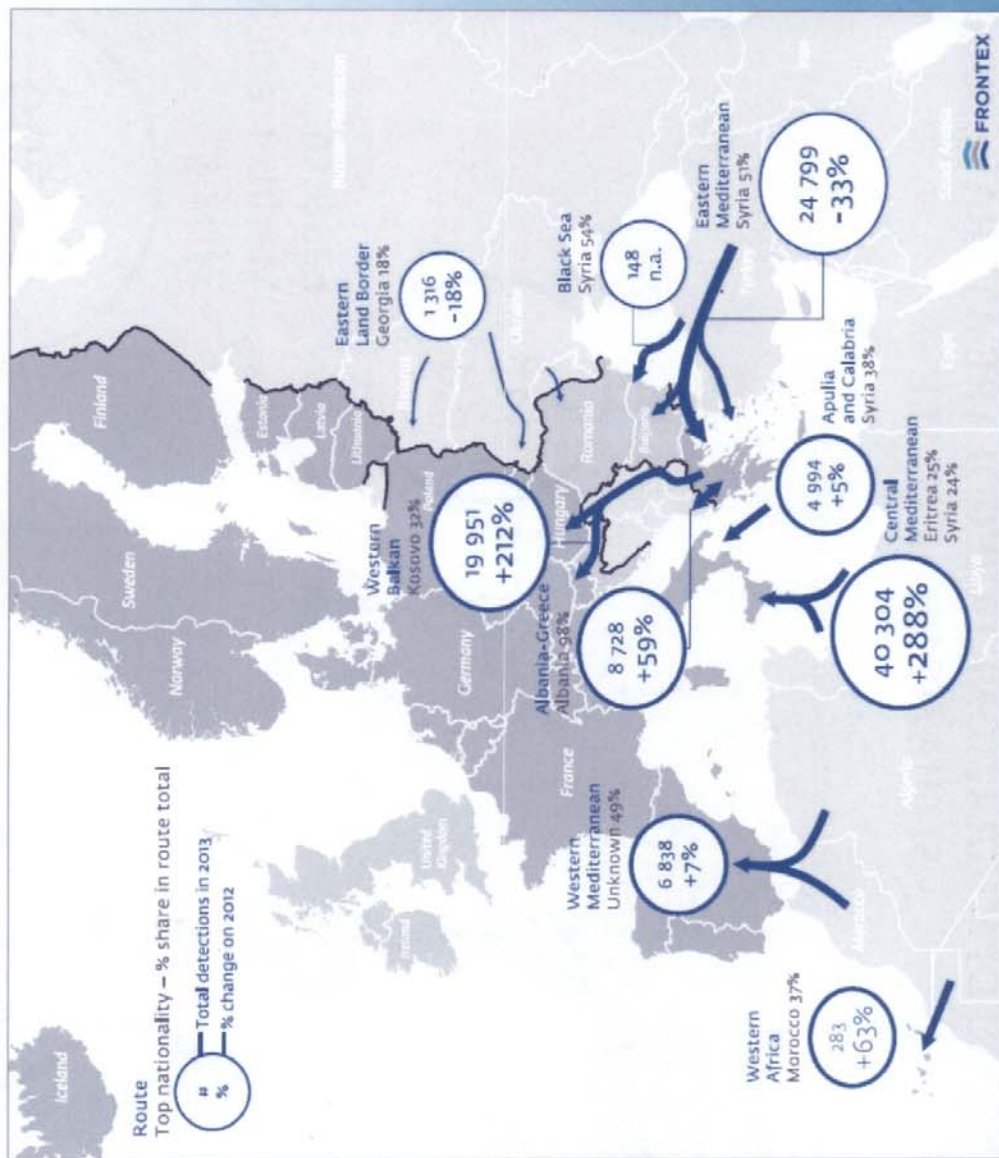 Route
Top nationality – % share in route total
#
%
Total detections in 2013
% change on 2012
Iceland
Norway
Sweden
Finland
Estonia
Latvia
Lithuania
Russian Federation
Ireland
United
Kingdom
Germany
Poland
Belarus
Ukraine
France
Hungary
Romania
Bulgaria
Turkey
Morocco
Algeria
Libya
Egypt
Saudi Arabia
Iran
Eastern
Land Border
Georgia 18%
1 316
-18%
Western
Balkan
Kosovo 32%
19 951
+212%
Black Sea
Syria 54%
148
n.a.
Albania-Greece
Albania 98%
8 728
+59%
Eastern
Mediterranean
Syria 51%
24 799
-33%
Western
Mediterranean
Unknown 49%
6 838
+7%
Apulia
and Calabria
Syria 38%
4 994
+5%
Central
Mediterranean
Eritrea 25%
Syria 24%
40 304
+288%
Western
Africa
Morocco 37%
283
+63%
FRONTEX